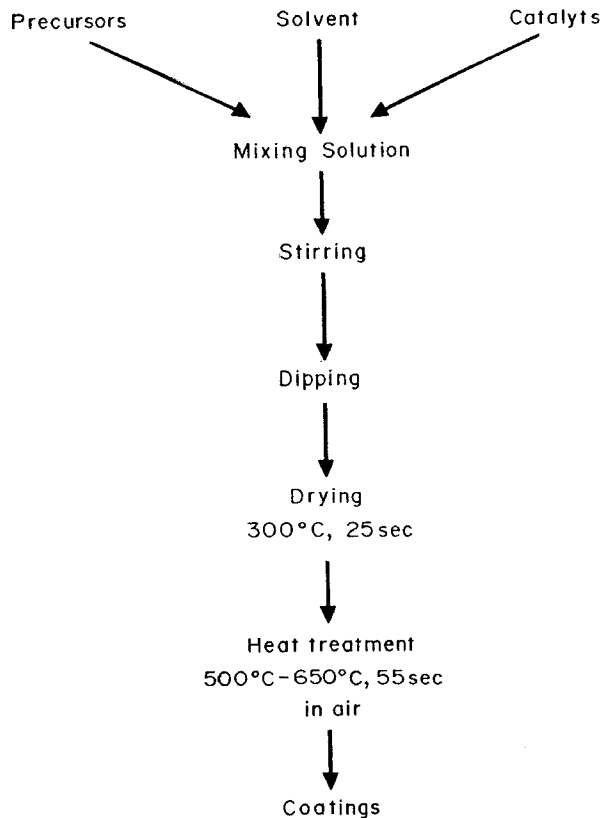 Precursors
Solvent
Catalyts
Mixing Solution
Stirring
Dipping
Drying
300°C, 25sec
Heat treatment
500°C-650°C, 55sec
in air
Coatings